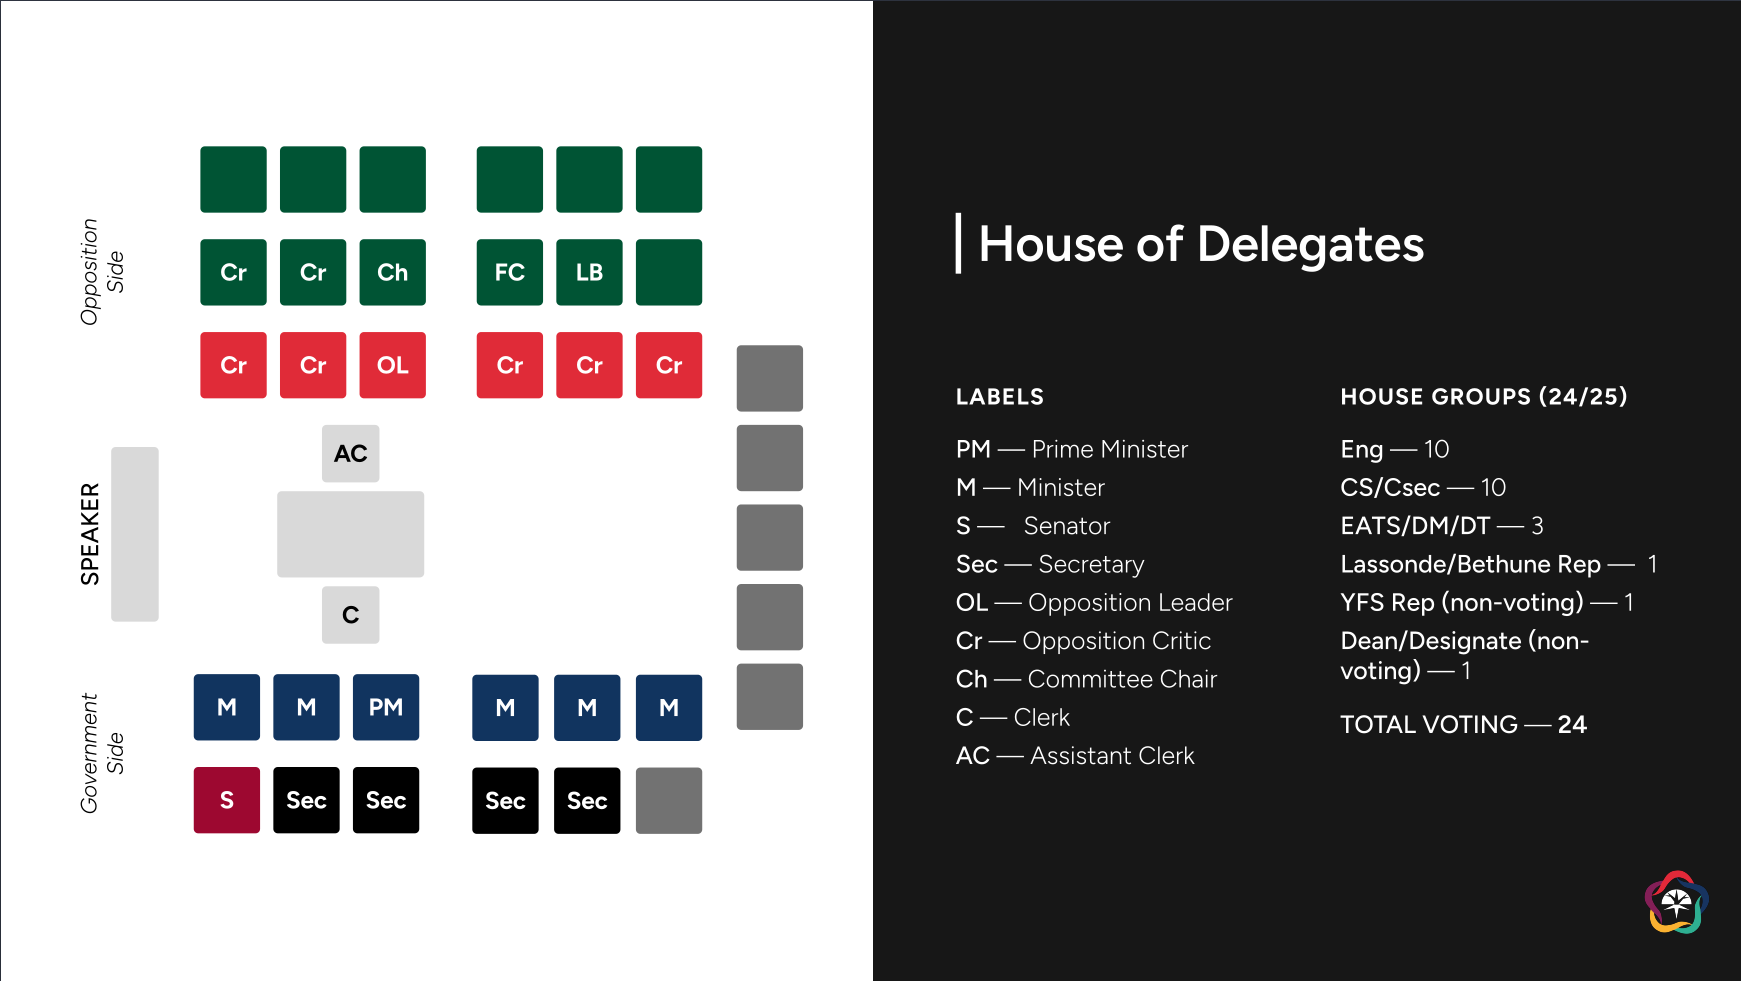 Opposition
Side
Cr Cr Ch FC LB
Cr Cr OL Cr Cr Cr
AC
SPEAKER
C
Government
Side
M M PM M M M
S Sec Sec Sec Sec
House of Delegates
LABELS
PM — Prime Minister
M — Minister
S — Senator
Sec — Secretary
OL — Opposition Leader
Cr — Opposition Critic
Ch — Committee Chair
C — Clerk
AC — Assistant Clerk
HOUSE GROUPS (24/25)
Eng — 10
CS/Csec — 10
EATS/DM/DT — 3
Lassonde/Bethune Rep — 1
YFS Rep (non-voting) — 1
Dean/Designate (non-
voting) — 1
TOTAL VOTING — 24